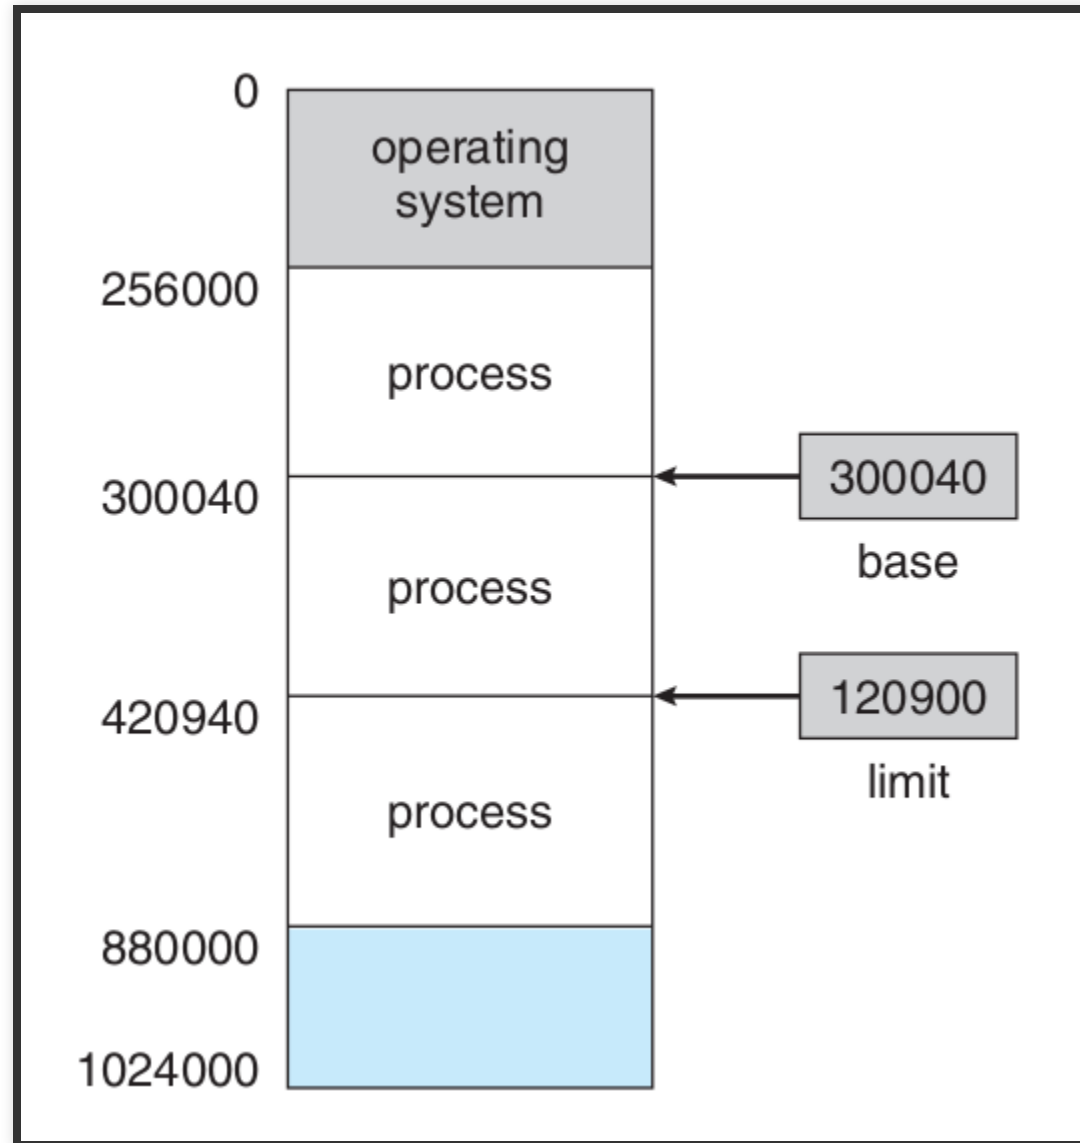 0
operating
system
256000
process
300040
300040
base
process
120900
420940
limit
process
880000
1024000